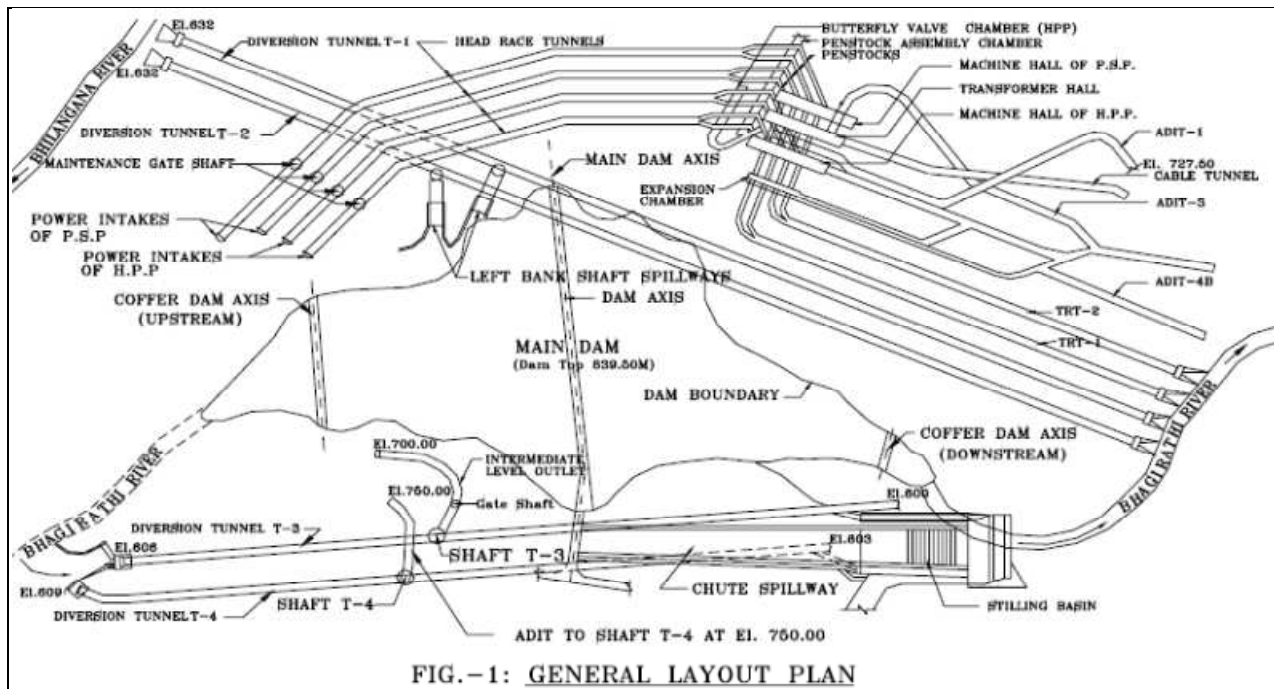 El.632
DIVERSION TUNNEL T-1
HEAD RACE TUNNELS
BUTTERFLY VALVE CHAMBER (HPP)
PENSTOCK ASSEMBLY CHAMBER
PENSTOCKS
MACHINE HALL OF P.S.P.
TRANSFORMER HALL
MACHINE HALL OF H.P.P.
El.632
BHILANGANA RIVER
DIVERSION TUNNEL T-2
ADIT-1
MAINTENANCE GATE SHAFT
MAIN DAM AXIS
El. 727.50
CABLE TUNNEL
EXPANSION
CHAMBER
ADIT-3
POWER INTAKES
OF P.S.P
POWER INTAKES
OF H.P.P
LEFT BANK SHAFT SPILLWAYS
ADIT-4B
COFFER DAM AXIS
(UPSTREAM)
DAM AXIS
TRT-2
TRT-1
MAIN DAM
(Dam Top 839.50M)
DAM BOUNDARY
BHAGIRATHI RIVER
COFFER DAM AXIS
(DOWNSTREAM)
El.700.00
INTERMEDIATE
LEVEL OUTLET
El.750.00
Gate Shaft
El.600
BHAGIRATHI RIVER
DIVERSION TUNNEL T-3
El.606
SHAFT T-3
El.603
El.609
SHAFT T-4
CHUTE SPILLWAY
DIVERSION TUNNEL T-4
STILLING BASIN
ADIT TO SHAFT T-4 AT El. 750.00
FIG.-1: GENERAL LAYOUT PLAN